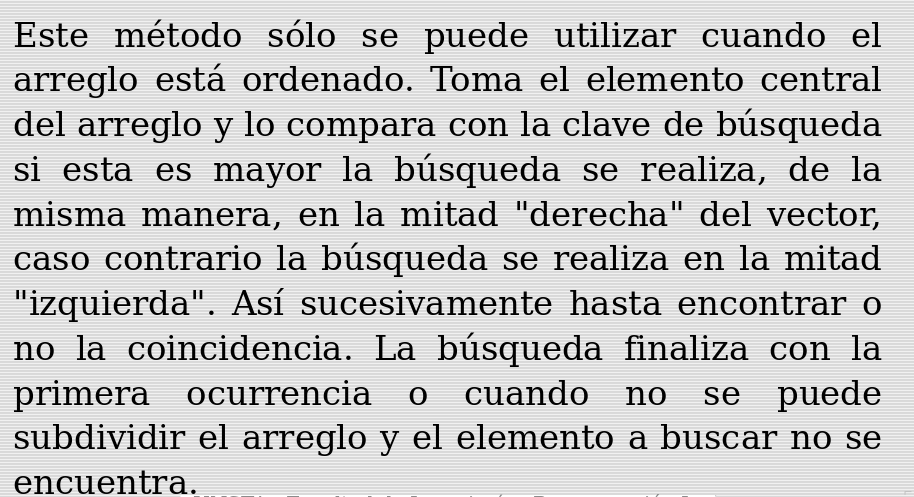 Este método sólo se puede utilizar cuando el
arreglo está ordenado. Toma el elemento central
del arreglo y lo compara con la clave de búsqueda
si esta es mayor la búsqueda se realiza, de la
misma manera, en la mitad "derecha" del vector,
caso contrario la búsqueda se realiza en la mitad
"izquierda". Así sucesivamente hasta encontrar o
no la coincidencia. La búsqueda finaliza con la
primera ocurrencia o cuando no se puede
subdividir el arreglo y el elemento a buscar no se
encuentra.